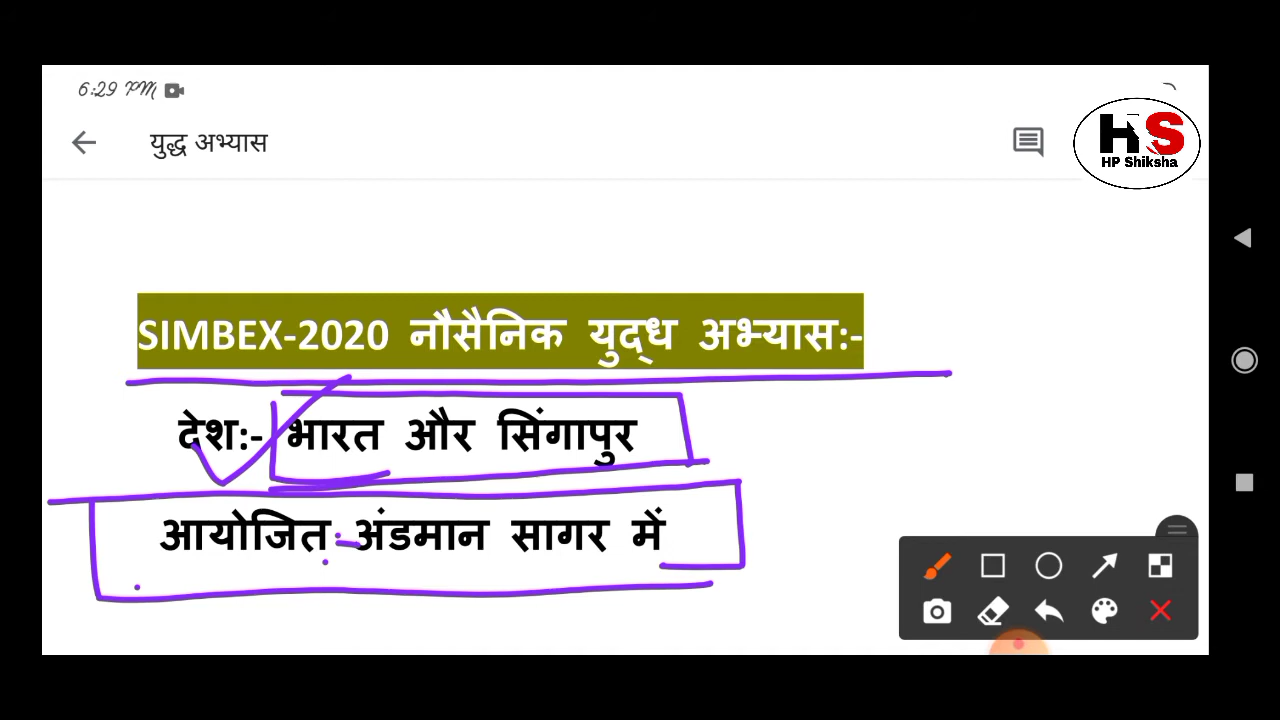 6:29 PM
युद्ध अभ्यास
HS
HP Shiksha
SIMBEX-2020 नौसैनिक युद्ध अभ्यासः-
देशः- भारत और सिंगापुर
आयोजित:-अंडमान सागर में